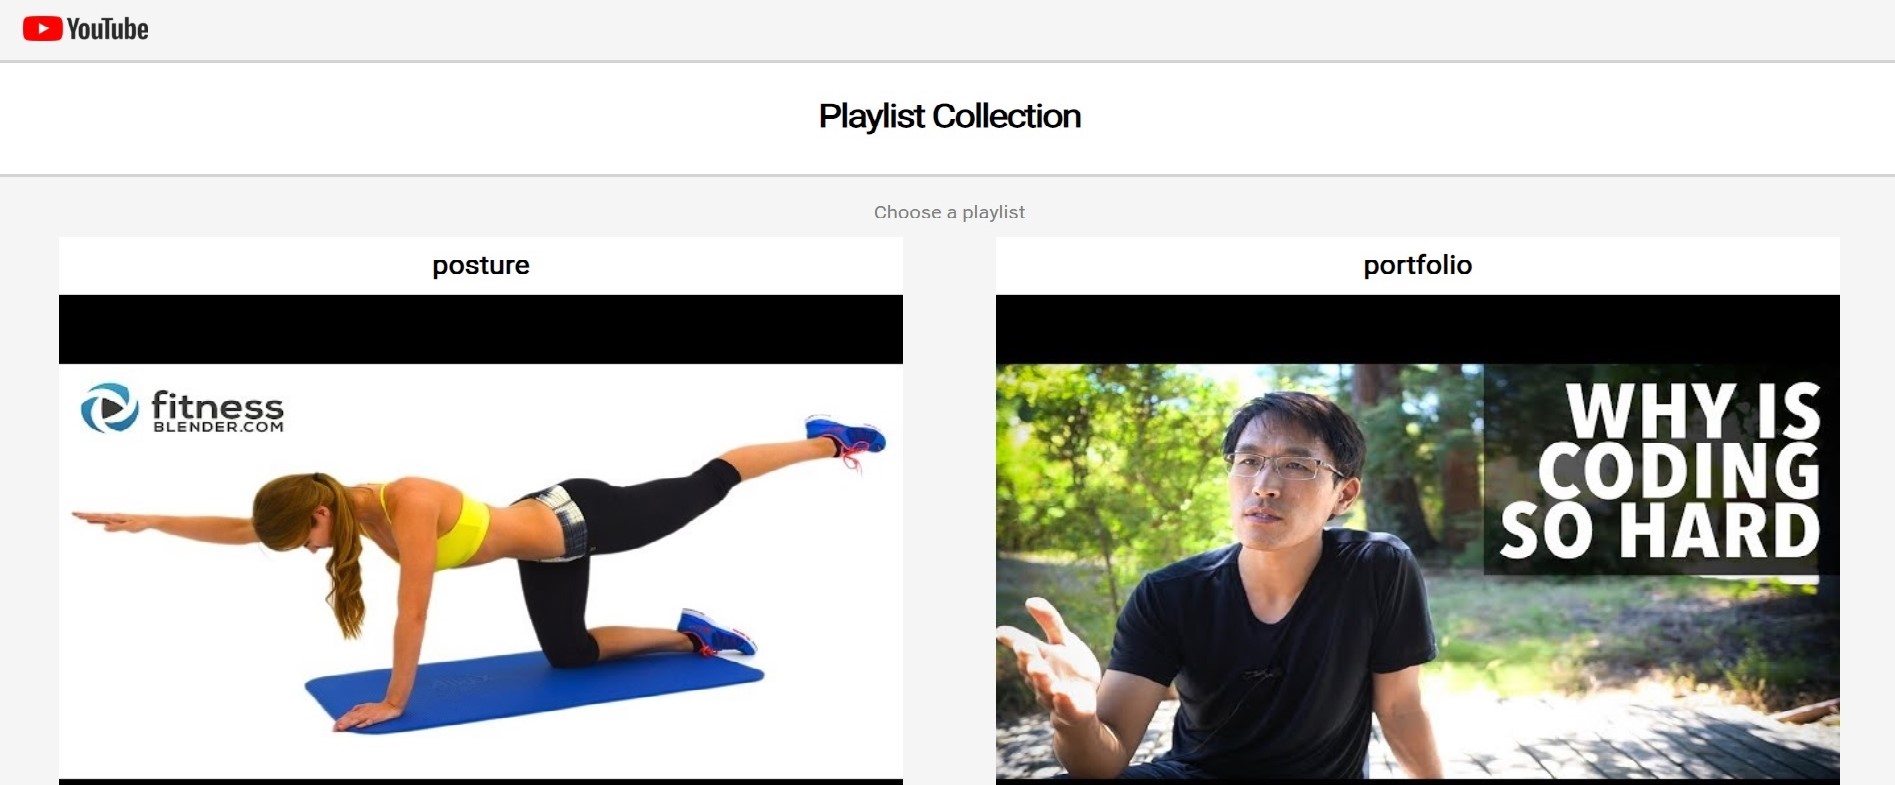 YouTube
Playlist Collection
Choose a playlist
posture
portfolio
fitness
BLENDER.COM
WHY IS
CODING
SO HARD